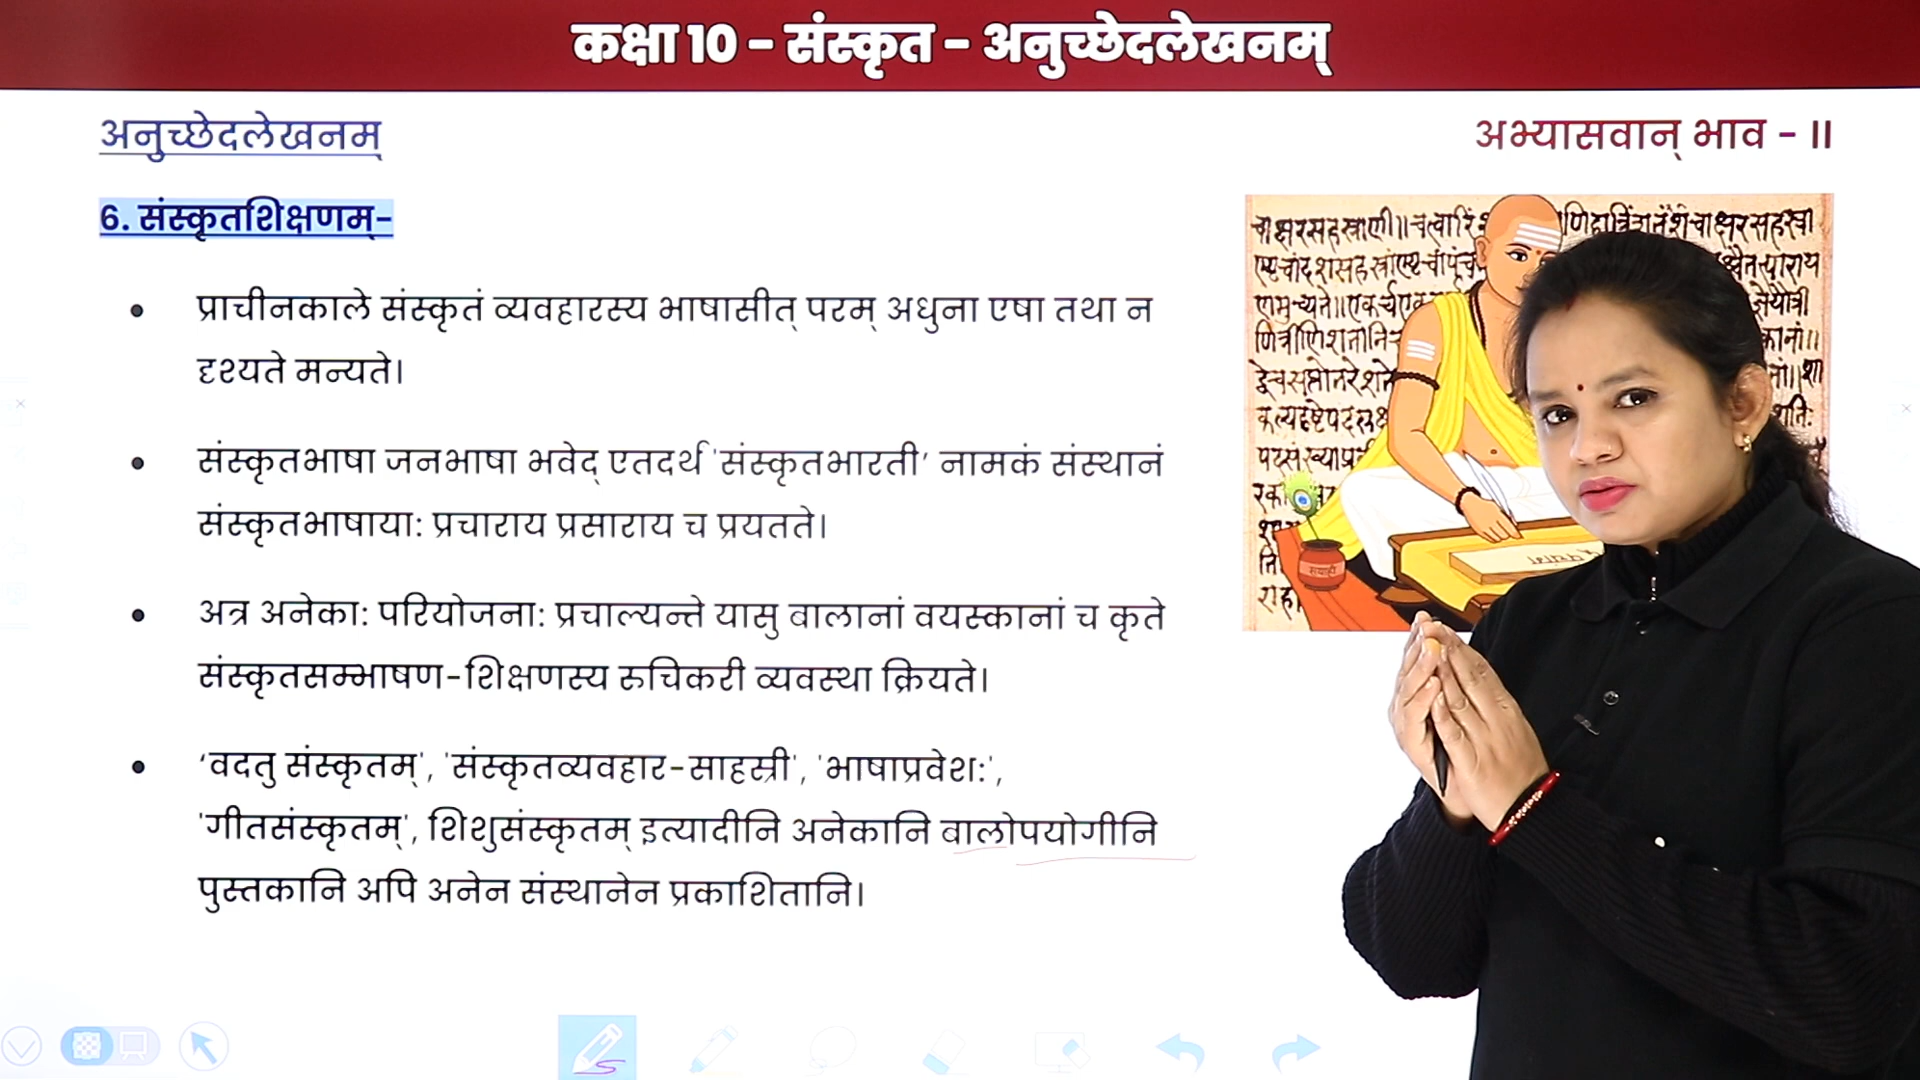 कक्षा 10 – संस्कृत – अनुच्छेदलेखनम्
अनुच्छेदलेखनम्
अभ्यासवान् भाव - II
6. संस्कृतशिक्षणम्-
प्राचीनकाले संस्कृतं व्यवहारस्य भाषासीत् परम् अधुना एषा तथा न
दृश्यते मन्यते।
संस्कृतभाषा जनभाषा भवेद् एतदर्थ 'संस्कृतभारती’ नामकं संस्थानं
संस्कृतभाषायाः प्रचाराय प्रसाराय च प्रयतते।
अत्र अनेकाः परियोजनाः प्रचाल्यन्ते यासु बालानां वयस्कानां च कृते
संस्कृतसम्भाषण-शिक्षणस्य रुचिकरी व्यवस्था क्रियते।
‘वदतु संस्कृतम्', 'संस्कृतव्यवहार-साहस्री', 'भाषाप्रवेशः',
'गीतसंस्कृतम्', शिशुसंस्कृतम् इत्यादीनि अनेकानि बालोपयोगीनि
पुस्तकानि अपि अनेन संस्थानेन प्रकाशितानि।